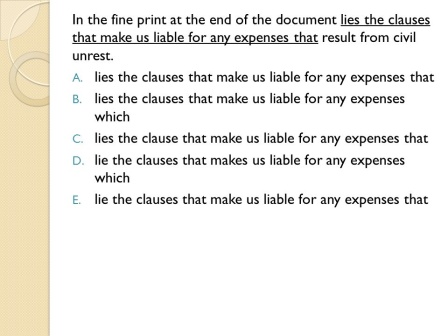 In the fine print at the end of the document lies the clauses
that make us liable for any expenses that result from civil
unrest.
A. lies the clauses that make us liable for any expenses that
B. lies the clauses that make us liable for any expenses
which
C. lies the clause that make us liable for any expenses that
D. lie the clauses that makes us liable for any expenses
which
E. lie the clauses that make us liable for any expenses that